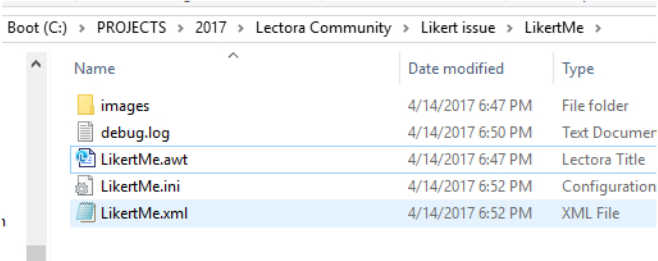 Boot (C:) > PROJECTS > 2017 > Lectora Community > Likert issue > LikertMe >
Name Date modified Type
images 4/14/2017 6:47 PM File folder
debug.log 4/14/2017 6:50 PM Text Documen
LikertMe.awt 4/14/2017 6:47 PM Lectora Title
LikertMe.ini 4/14/2017 6:52 PM Configuration
LikertMe.xml 4/14/2017 6:52 PM XML File